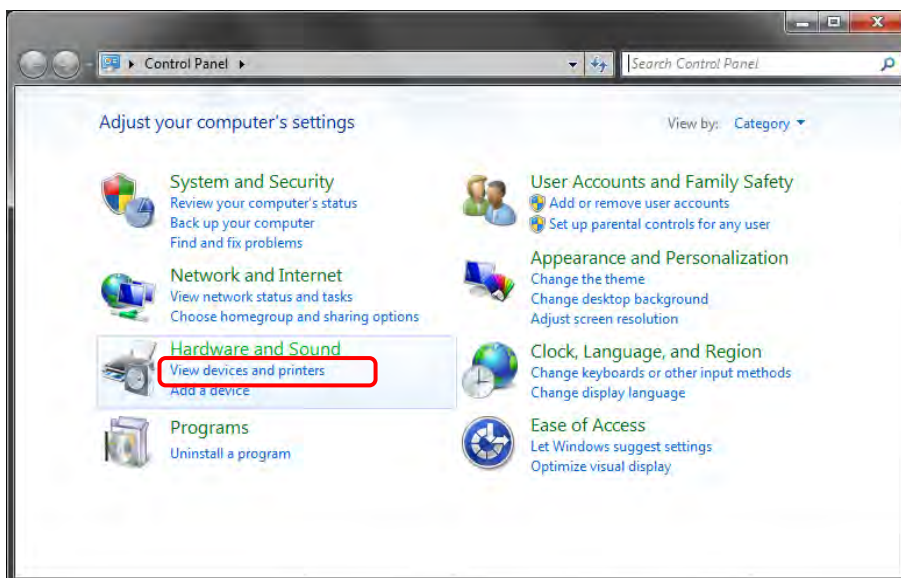 Control Panel
Search Control Panel
Adjust your computer's settings
View by: Category
System and Security
Review your computer's status
Back up your computer
Find and fix problems
Network and Internet
View network status and tasks
Choose homegroup and sharing options
Hardware and Sound
View devices and printers
Add a device
Programs
Uninstall a program
User Accounts and Family Safety
Add or remove user accounts
Set up parental controls for any user
Appearance and Personalization
Change the theme
Change desktop background
Adjust screen resolution
Clock, Language, and Region
Change keyboards or other input methods
Change display language
Ease of Access
Let Windows suggest settings
Optimize visual display